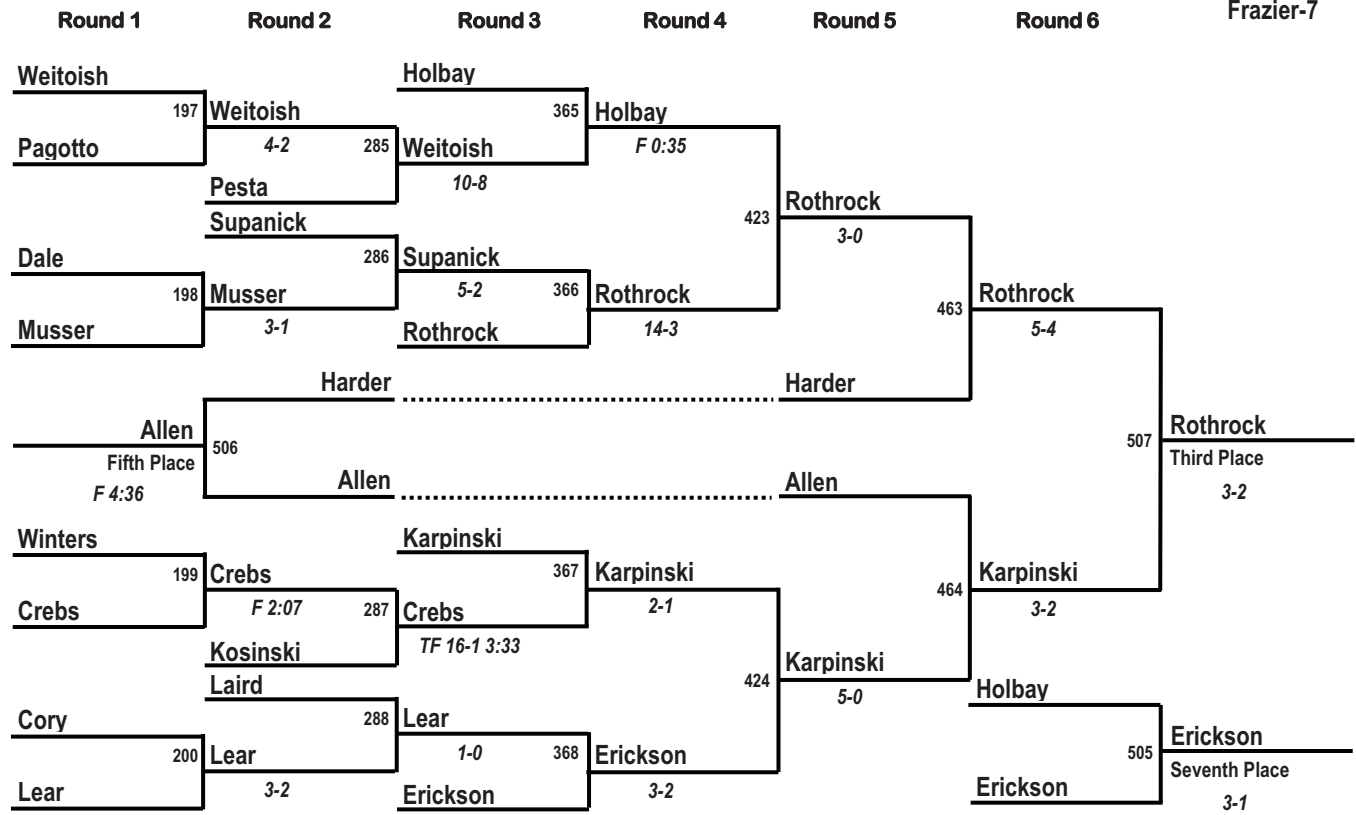 Frazier-7
Round 1 Round 2 Round 3 Round 4 Round 5 Round 6
Weitoish
Holbay
197 Weitoish
365 Holbay
Pagotto
4-2
285 Weitoish
F 0:35
Pesta
10-8
Supanick
423 Rothrock
Dale
286 Supanick
3-0
198 Musser
5-2
366 Rothrock
463 Rothrock
Musser
3-1
Rothrock
14-3
5-4
Harder
Harder
Allen
506
507 Rothrock
Fifth Place
Third Place
F 4:36
Allen
Allen
3-2
Winters
Karpinski
199 Crebs
367 Karpinski
464 Karpinski
Crebs
F 2:07
287 Crebs
2-1
3-2
Kosinski
TF 16-1 3:33
Laird
424 Karpinski
Holbay
Cory
288 Lear
5-0
200 Lear
1-0
368 Erickson
505 Erickson
Lear
3-2
Erickson
3-2
Erickson
Seventh Place
3-1